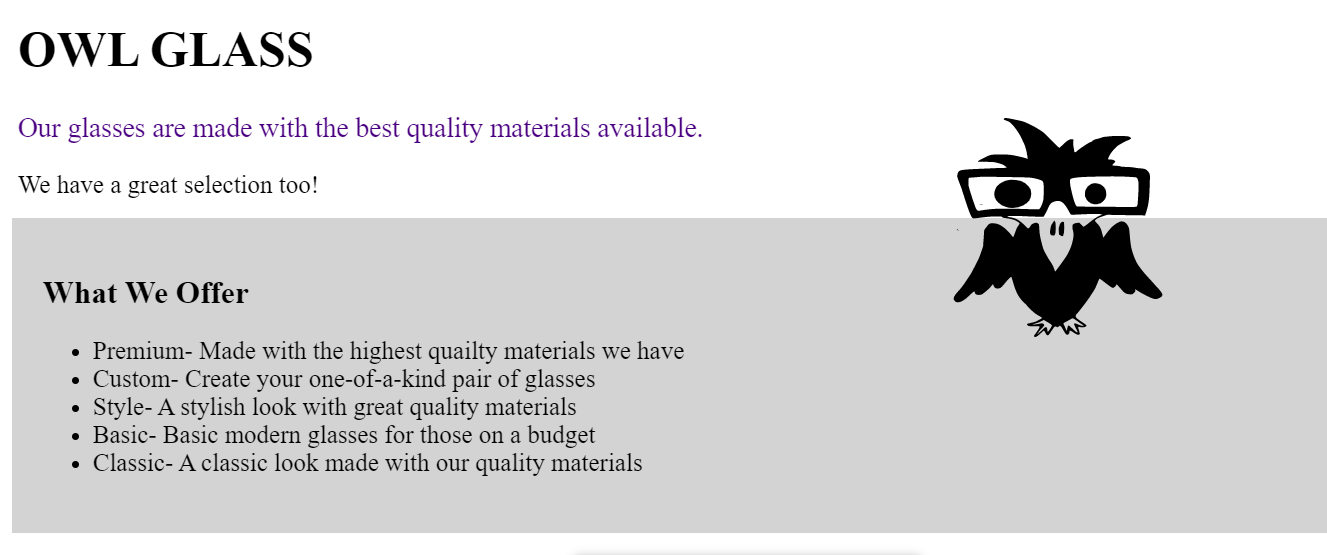 OWL GLASS
Our glasses are made with the best quality materials available.
We have a great selection too!
What We Offer
Premium- Made with the highest quailty materials we have
Custom- Create your one-of-a-kind pair of glasses
Style- A stylish look with great quality materials
Basic- Basic modern glasses for those on a budget
Classic- A classic look made with our quality materials